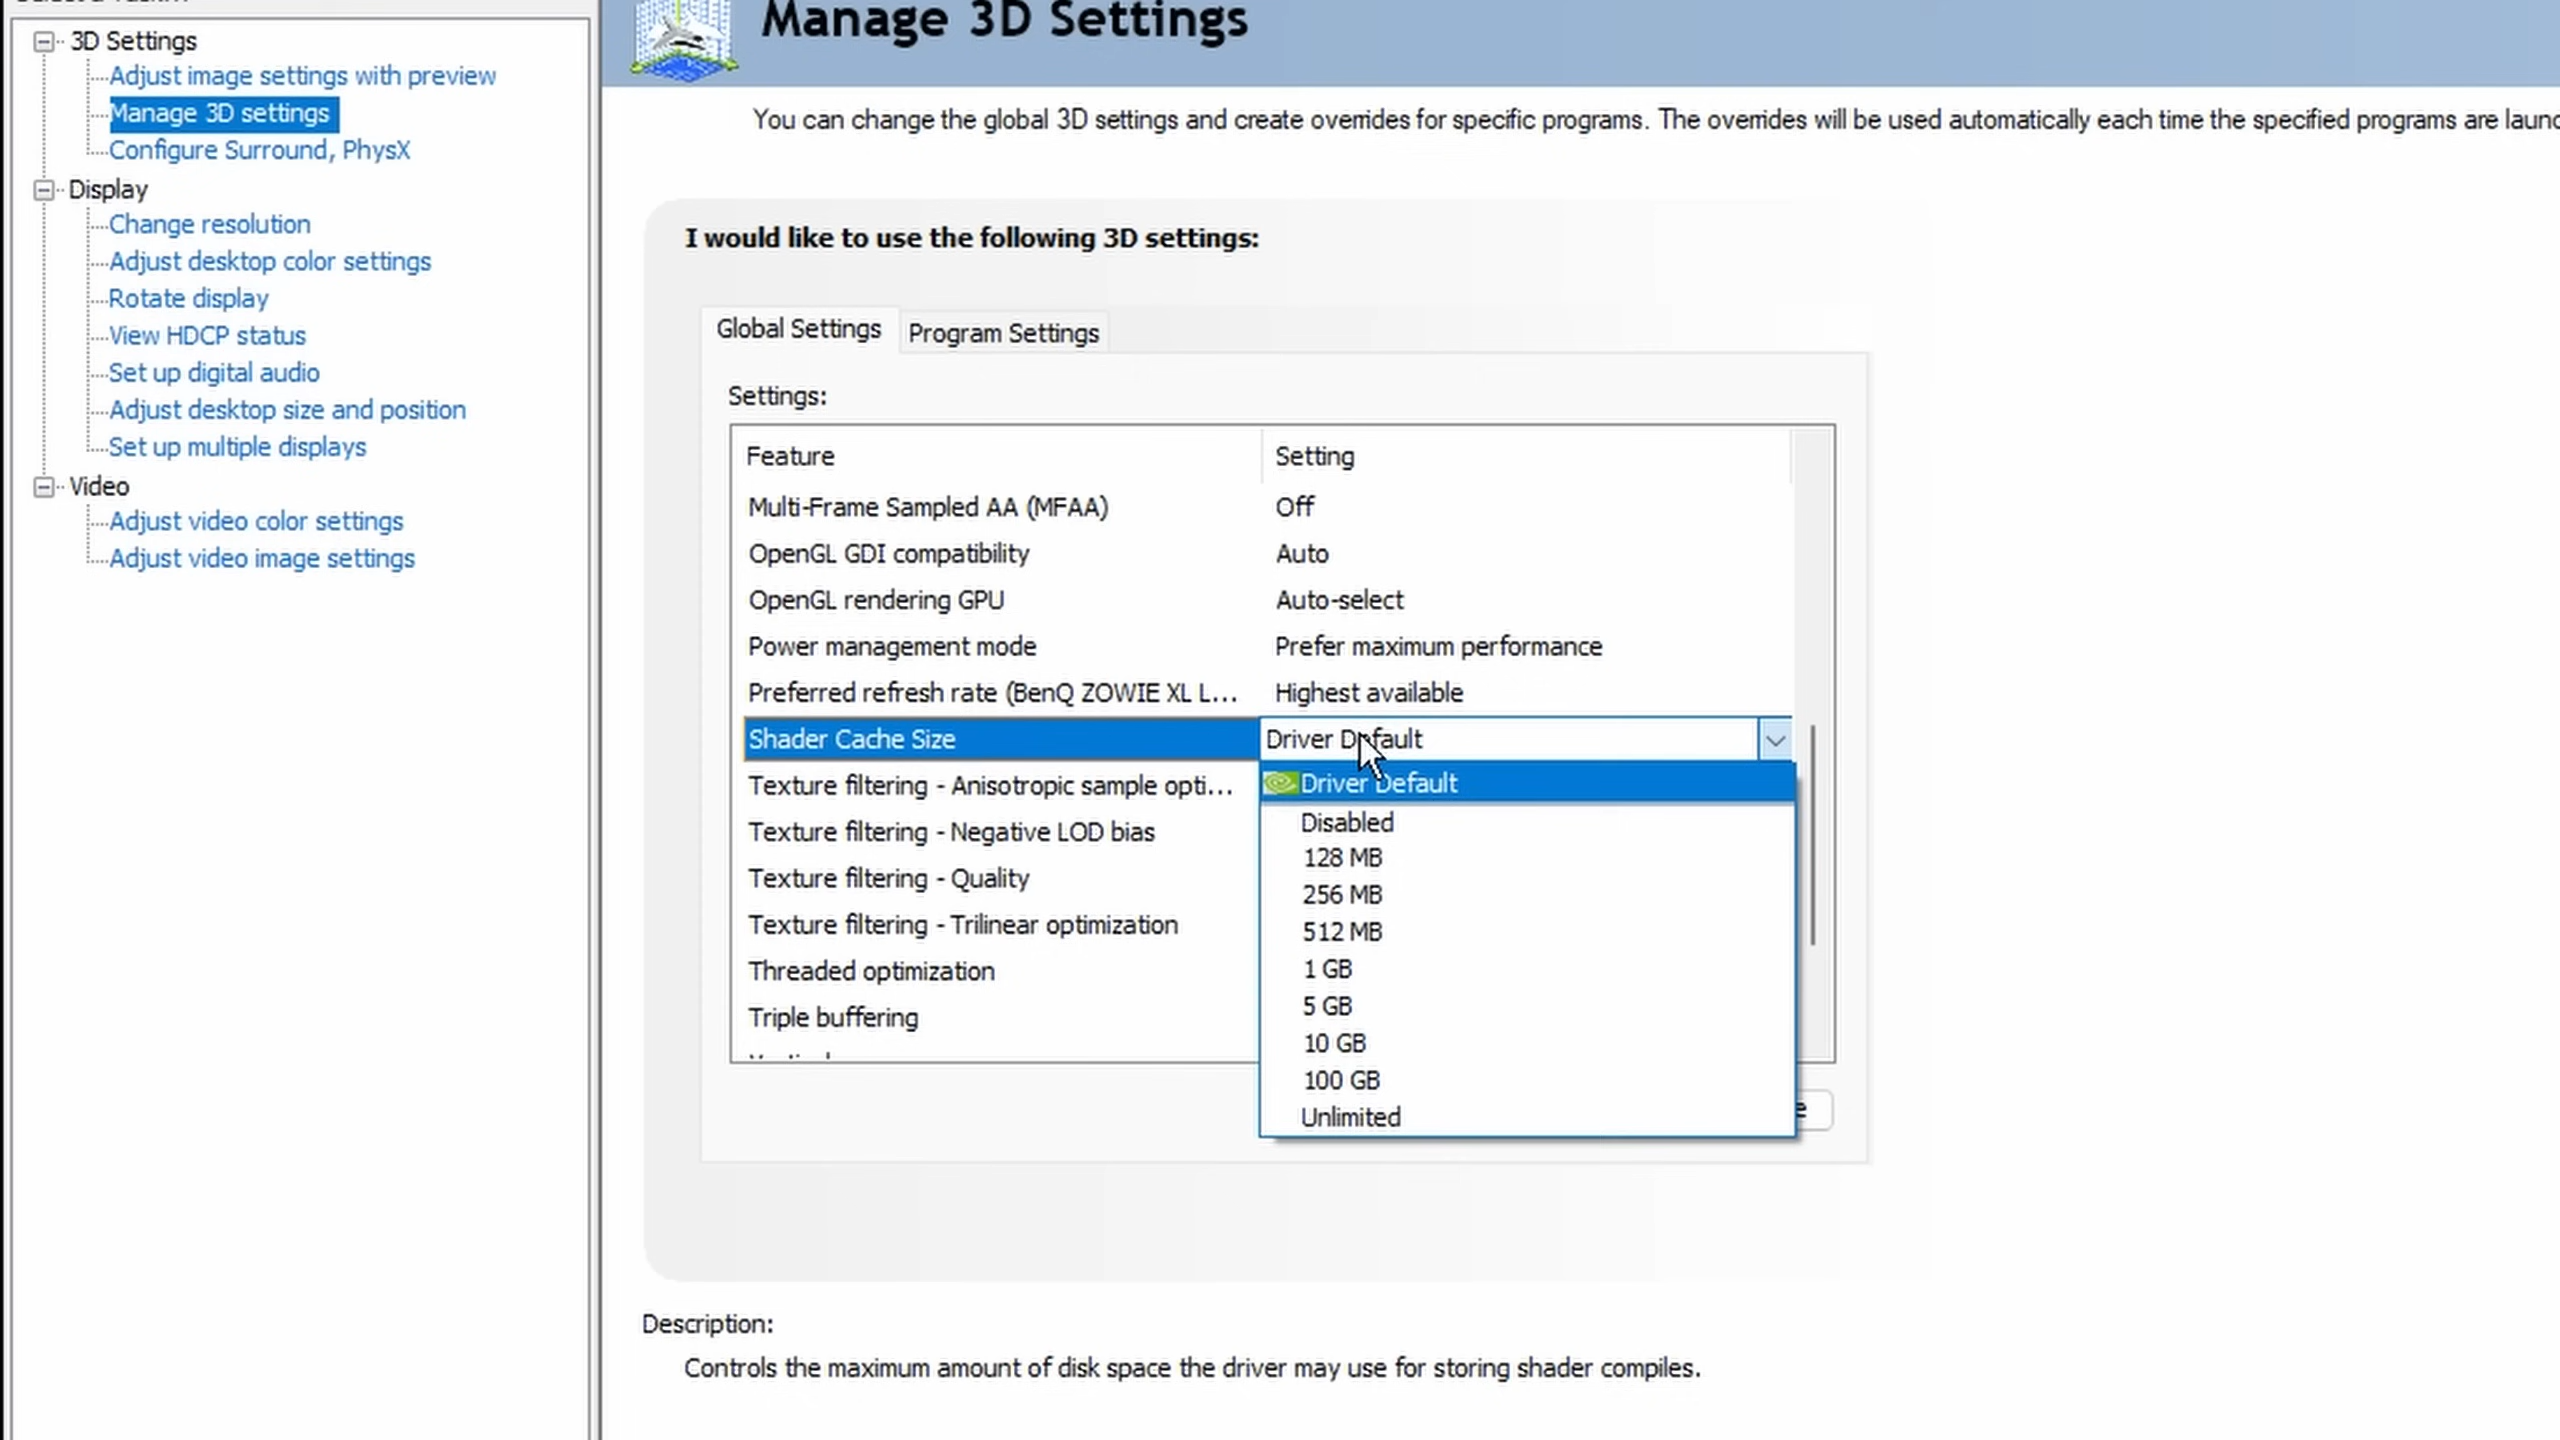 3D Settings
Adjust image settings with preview
Manage 3D settings
Configure Surround, PhysX
Display
Change resolution
Adjust desktop color settings
Rotate display
View HDCP status
Set up digital audio
Adjust desktop size and position
Set up multiple displays
Video
Adjust video color settings
Adjust video image settings
Manage 3D Settings
You can change the global 3D settings and create overrides for specific programs. The overrides will be used automatically each time the specified programs are
I would like to use the following 3D settings:
Global Settings Program Settings
Settings:
Feature Setting
Multi-Frame Sampled AA (MFAA) Off
OpenGL GDI compatibility Auto
OpenGL rendering GPU Auto-select
Power management mode Prefer maximum performance
Preferred refresh rate (BenQ ZOWIE XL L... Highest available
Shader Cache Size Driver Default
Texture filtering - Anisotropic sample opti...
Texture filtering - Negative LOD bias
Texture filtering - Quality
Texture filtering - Trilinear optimization
Threaded optimization
Triple buffering
Driver Default
Disabled
128 MB
256 MB
512 MB
1 GB
5 GB
10 GB
100 GB
Unlimited
Description:
Controls the maximum amount of disk space the driver may use for storing shader compiles.